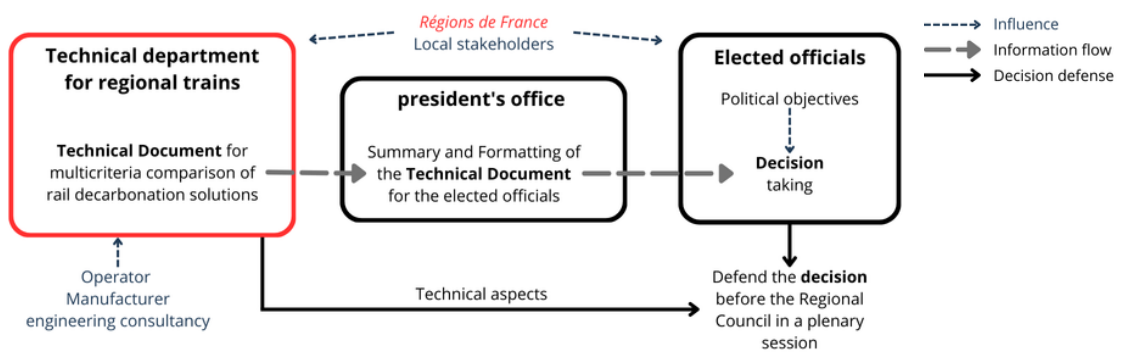 Régions de France
Local stakeholders
Influence
Information flow
Decision defense
Technical department
for regional trains
Technical Document for
multicriteria comparison of
rail decarbonation solutions
president's office
Summary and Formatting of
the Technical Document
for the elected officials
Elected officials
Political objectives
Decision
taking
Operator
Manufacturer
engineering consultancy
Technical aspects
Defend the decision
before the Regional
Council in a plenary
session